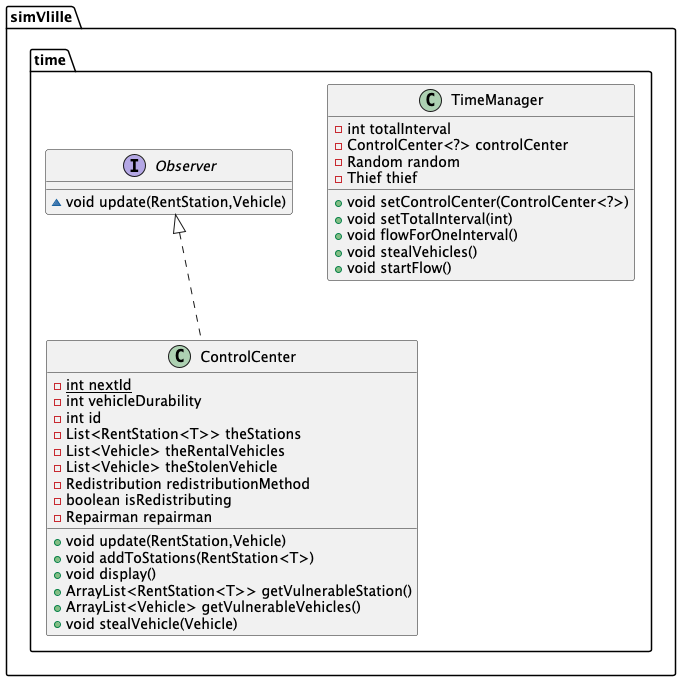 simVlille
time
C TimeManager
int totalInterval
ControlCenter<?> controlCenter
Random random
Thief thief
void setControlCenter(ControlCenter<?>)
void setTotalInterval(int)
void flowForOneInterval()
void stealVehicles()
void startFlow()
I Observer
void update(RentStation,Vehicle)
C ControlCenter
int nextId
int vehicleDurability
int id
List<RentStation<T>> theStations
List<Vehicle> theRentalVehicles
List<Vehicle> theStolenVehicle
Redistribution redistributionMethod
boolean isRedistributing
Repairman repairman
void update(RentStation,Vehicle)
void addToStations(RentStation<T>)
void display()
ArrayList<RentStation<T>> getVulnerableStation()
ArrayList<Vehicle> getVulnerableVehicles()
void stealVehicle(Vehicle)